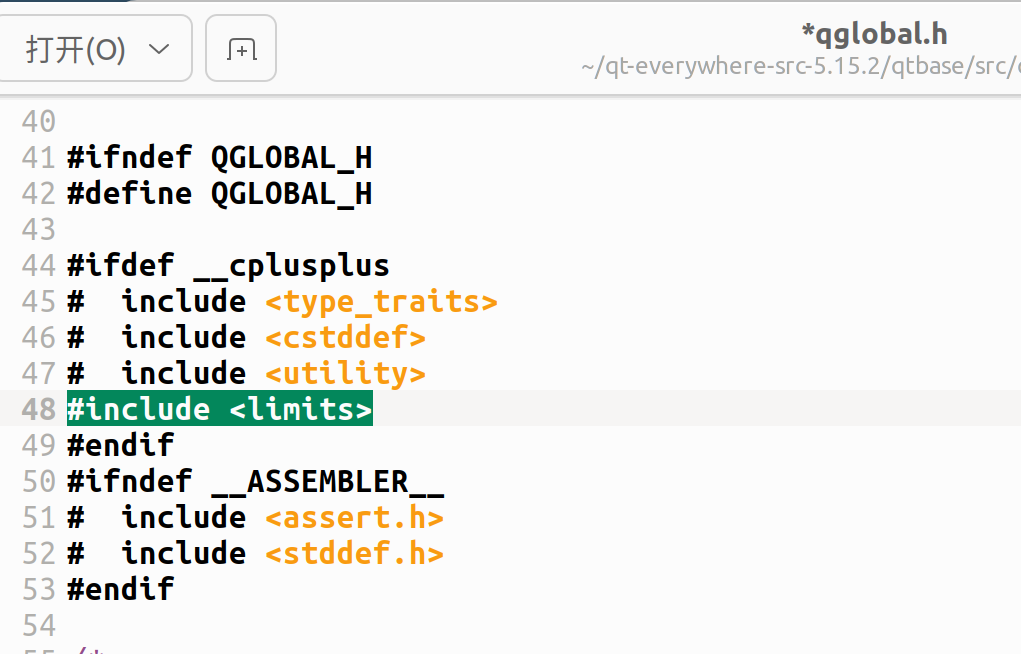 打开(O)
*qglobal.h
~/qt-everywhere-src-5.15.2/qtbase/src/
40
41 #ifndef QGLOBAL_H
42 #define QGLOBAL_H
43
44 #ifdef __cplusplus
45 #  include <type_traits>
46 #  include <cstddef>
47 #  include <utility>
48 #include <limits>
49 #endif
50 #ifndef __ASSEMBLER__
51 #  include <assert.h>
52 #  include <stddef.h>
53 #endif
54